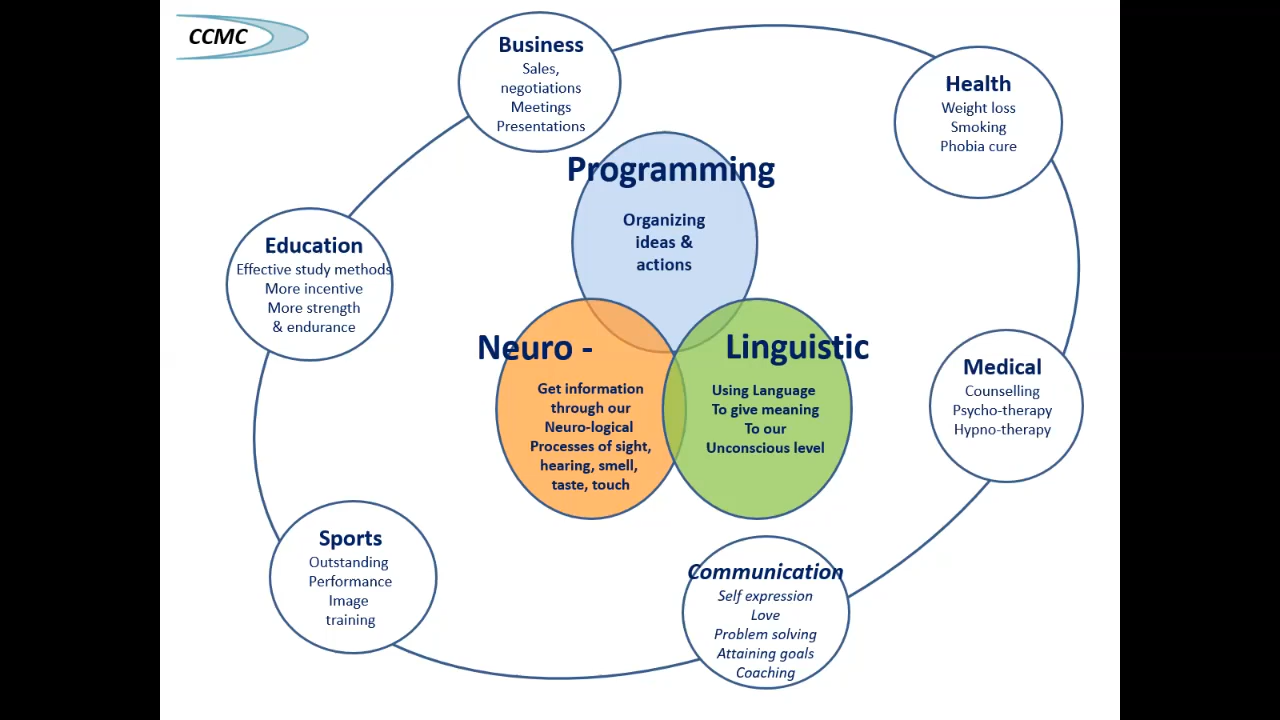 CCMC
Business
Sales,
negotiations
Meetings
Presentations
Health
Weight loss
Smoking
Phobia cure
Programming
Organizing
ideas &
actions
Education
Effective study methods
More incentive
More strength
& endurance
Neuro -
Get information
through our
Neuro-logical
Processes of sight,
hearing, smell,
taste, touch
Linguistic
Using Language
To give meaning
To our
Unconscious level
Medical
Counselling
Psycho-therapy
Hypno-therapy
Sports
Outstanding
Performance
Image
training
Communication
Self expression
Love
Problem solving
Attaining goals
Coaching